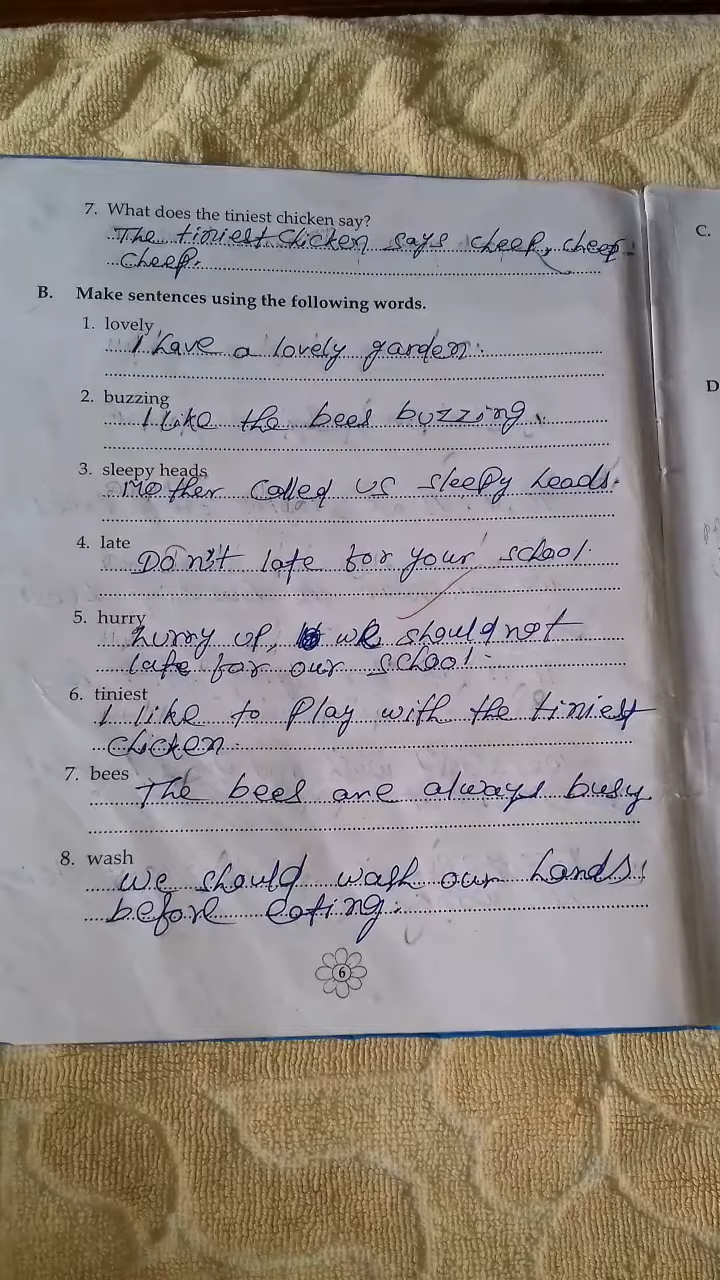 7. What does the tiniest chicken say?
The tiniest chicken says cheep, cheep
cheep.
C.
B. Make sentences using the following words.
1. lovely
I have a lovely garden.
2. buzzing
I like the bees buzzing.
D
3. sleepy heads
Mother called us sleepy heads.
4. late
Don't late for your school.
5. hurry
hurry up, we should not
late for our school.
6. tiniest
I like to play with the tiniest
chicken.
7. bees
The bees are always busy
8. wash
We should wash our hands
before eating.
6